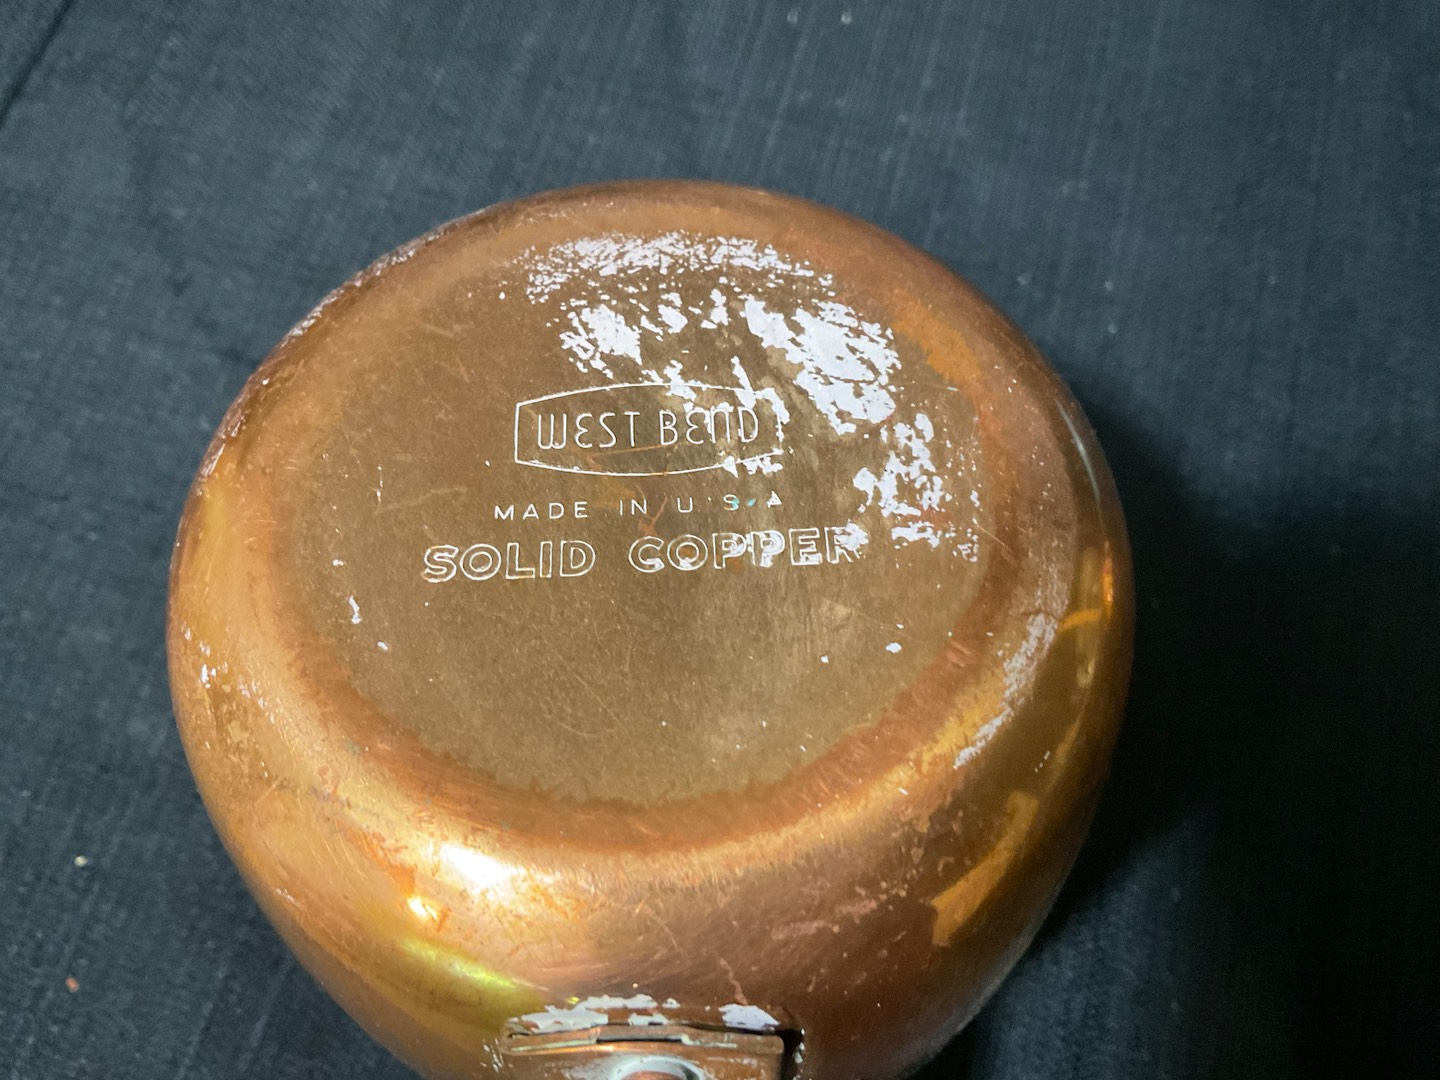 WEST BEND
MADE IN U S A
SOLID COPPER